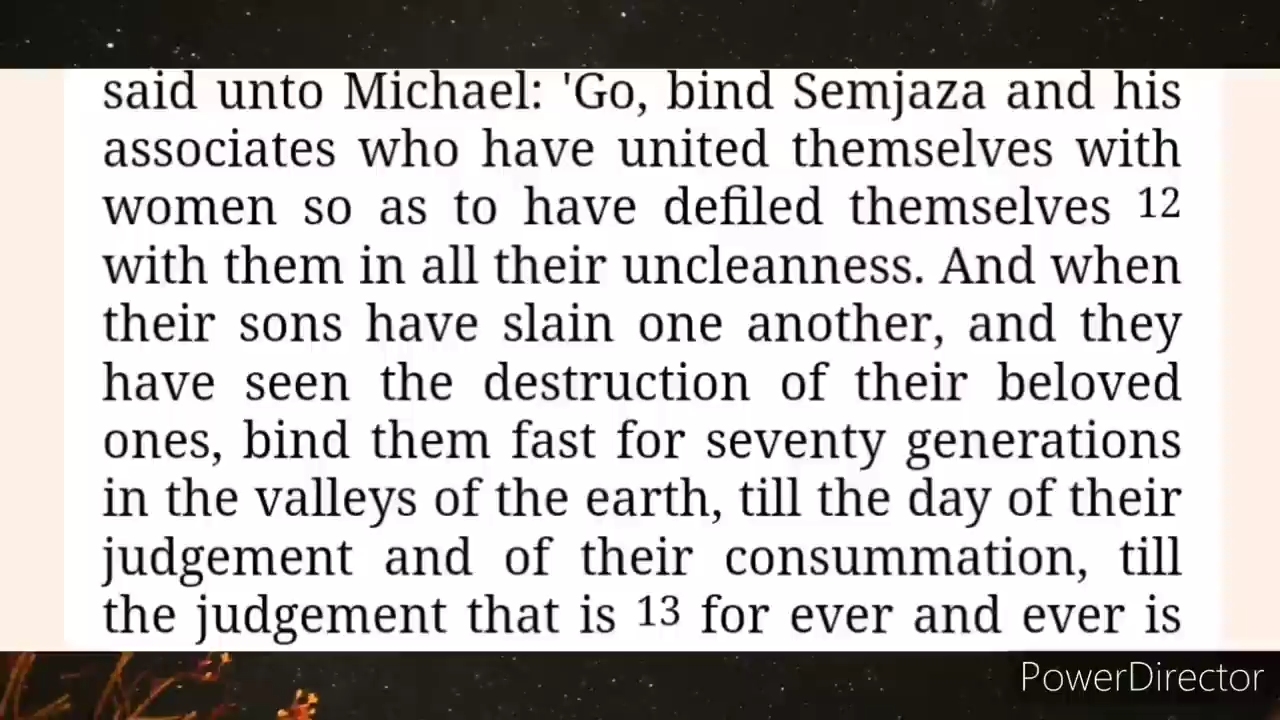 said unto Michael: 'Go, bind Semjaza and his
associates who have united themselves with
women so as to have defiled themselves 12
with them in all their uncleanness. And when
their sons have slain one another, and they
have seen the destruction of their beloved
ones, bind them fast for seventy generations
in the valleys of the earth, till the day of their
judgement and of their consummation, till
the judgement that is 13 for ever and ever is
PowerDirector